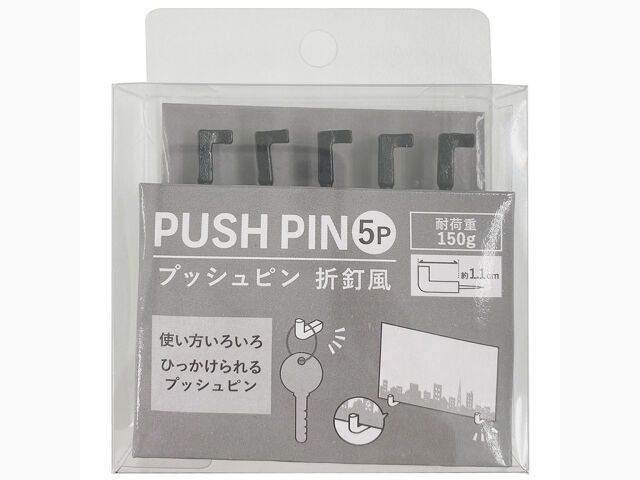 PUSH PIN 5P
プッシュピン 折釘風
耐荷重
150g
約1.1cm
使い方いろいろ
ひっかけられる
プッシュピン